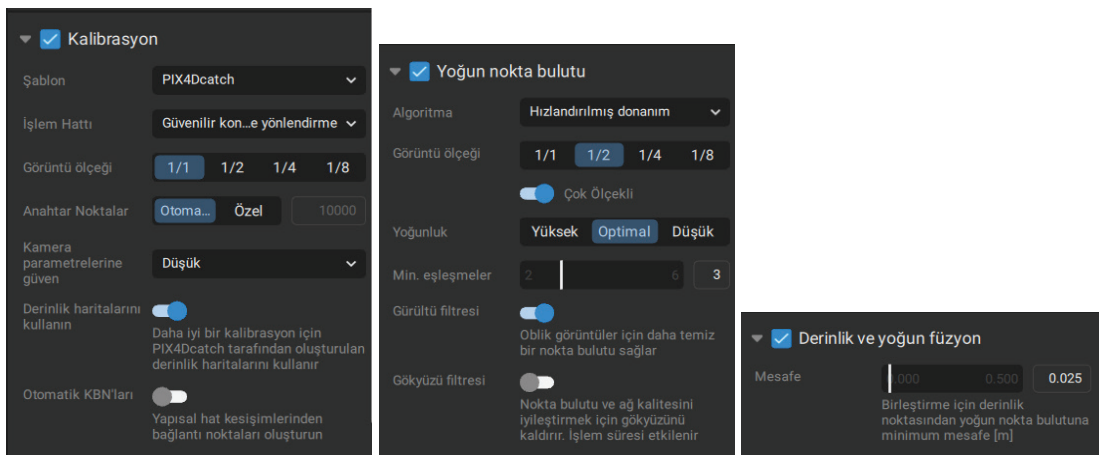 Kalibrasyon
Şablon PIX4Dcatch
İşlem Hattı Güvenilir kon...e yönlendirme
Görüntü ölçeği 1/1 1/2 1/4 1/8
Anahtar Noktalar Otoma... Özel 10000
Kamera
parametrelerine
güven
Düşük
Derinlik haritalarını
kullanın
Daha iyi bir kalibrasyon için
PIX4Dcatch tarafından oluşturulan
derinlik haritalarını kullanır
Otomatik KBN'ları
Yapısal hat kesişimlerinden
bağlantı noktaları oluşturun
Yoğun nokta bulutu
Algoritma Hızlandırılmış donanım
Görüntü ölçeği 1/1 1/2 1/4 1/8
Çok Ölçekli
Yoğunluk Yüksek Optimal Düşük
Min. eşleşmeler 2 6 3
Gürültü filtresi
Oblik görüntüler için daha temiz
bir nokta bulutu sağlar
Gökyüzü filtresi
Nokta bulutu ve ağ kalitesini
iyileştirmek için gökyüzünü
kaldırır. İşlem süresi etkilenir
Derinlik ve yoğun füzyon
Mesafe 0.500 0.025
Birleştirme için derinlik
noktasından yoğun nokta bulutuna
minimum mesafe [m]